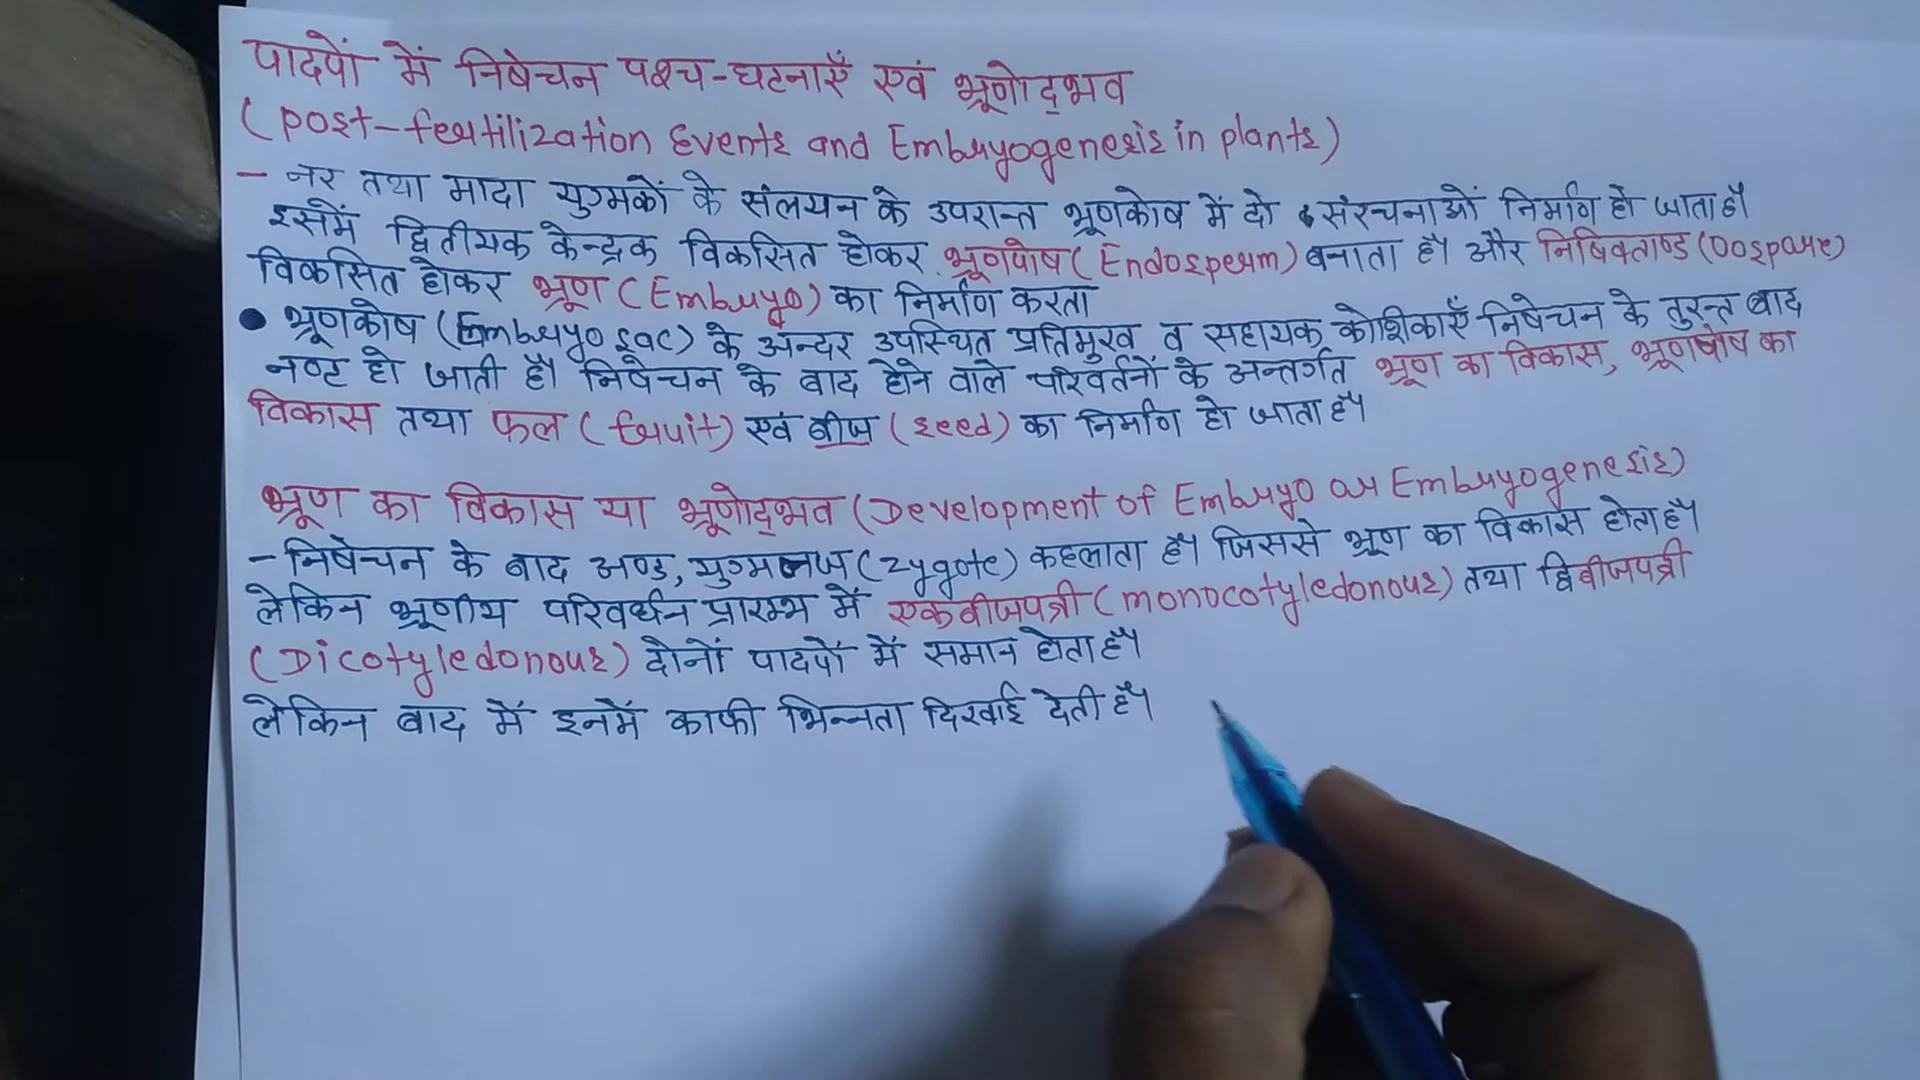 पादपों में निषेचन पश्च-घटनाएँ एवं भ्रूणोद्भव
(post-fertilization Events and Embryogenesis in plants)
- नर तथा मादा युग्मकों के संलयन के उपरान्त भ्रूणकोष में दो संरचनाओं निर्माण हो जाता है।
इसमें द्वितीयक केन्द्रक विकसित होकर भ्रूणपोष (Endosperm) बनाता है। और निषिक्ताण्ड (Oospore)
विकसित होकर भ्रूण (Embryo) का निर्माण करता
● भ्रूणकोष (Embryo sac) के अन्दर उपस्थित प्रतिमुख व सहायक कोशिकाएँ निषेचन के तुरन्त बाद
नष्ट हो जाती है। निषेचन के बाद होने वाले परिवर्तनों के अन्तर्गत भ्रूण का विकास, भ्रूणपोष का
विकास तथा फल (fruit) एवं बीज (seed) का निर्माण हो जाता है।
भ्रूण का विकास या भ्रूणोद्भव (Development of Embryo or Embryogenesis)
- निषेचन के बाद अण्ड, युग्मनज (zygote) कहलाता है। जिससे भ्रूण का विकास होता है।
लेकिन भ्रूणीय परिवर्धन प्रारम्भ में एकबीजपत्री (monocotyledonous) तथा द्विबीजपत्री
(Dicotyledonous) दोनों पादपों में समान होता है।
लेकिन बाद में इनमें काफी भिन्नता दिखाई देती है।